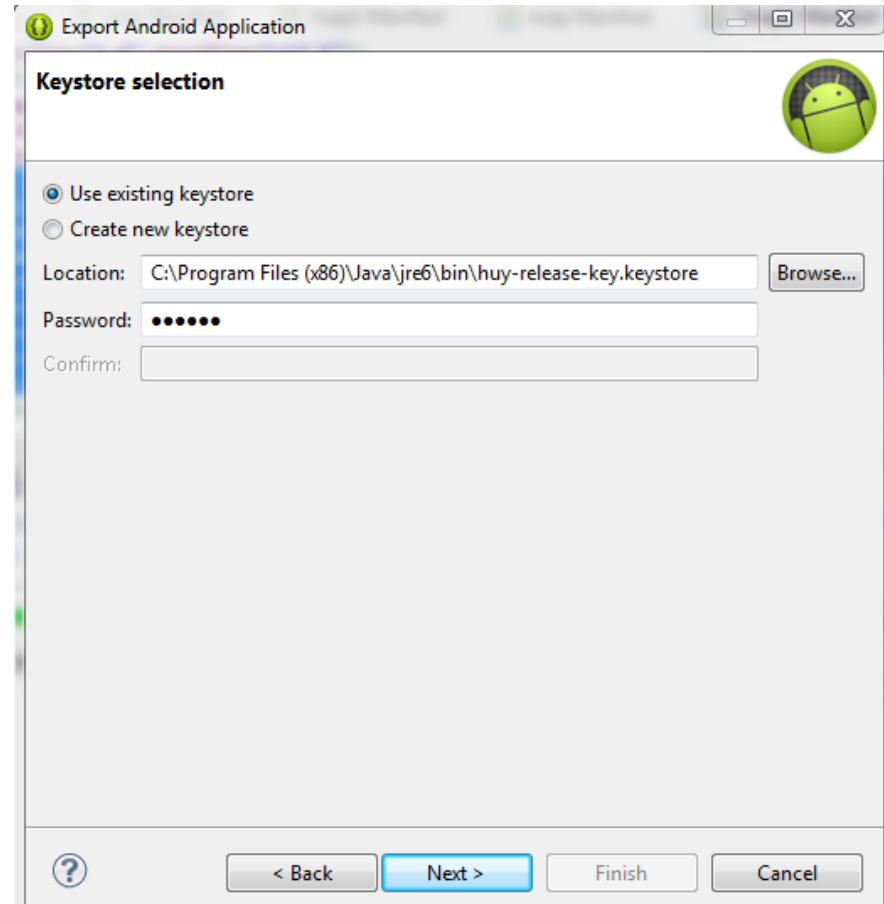 Export Android Application
Keystore selection
Use existing keystore
Create new keystore
Location: C:\Program Files (x86)\Java\jre6\bin\huy-release-key.keystore Browse...
Password: ●●●●●●
Confirm:
? < Back Next > Finish Cancel